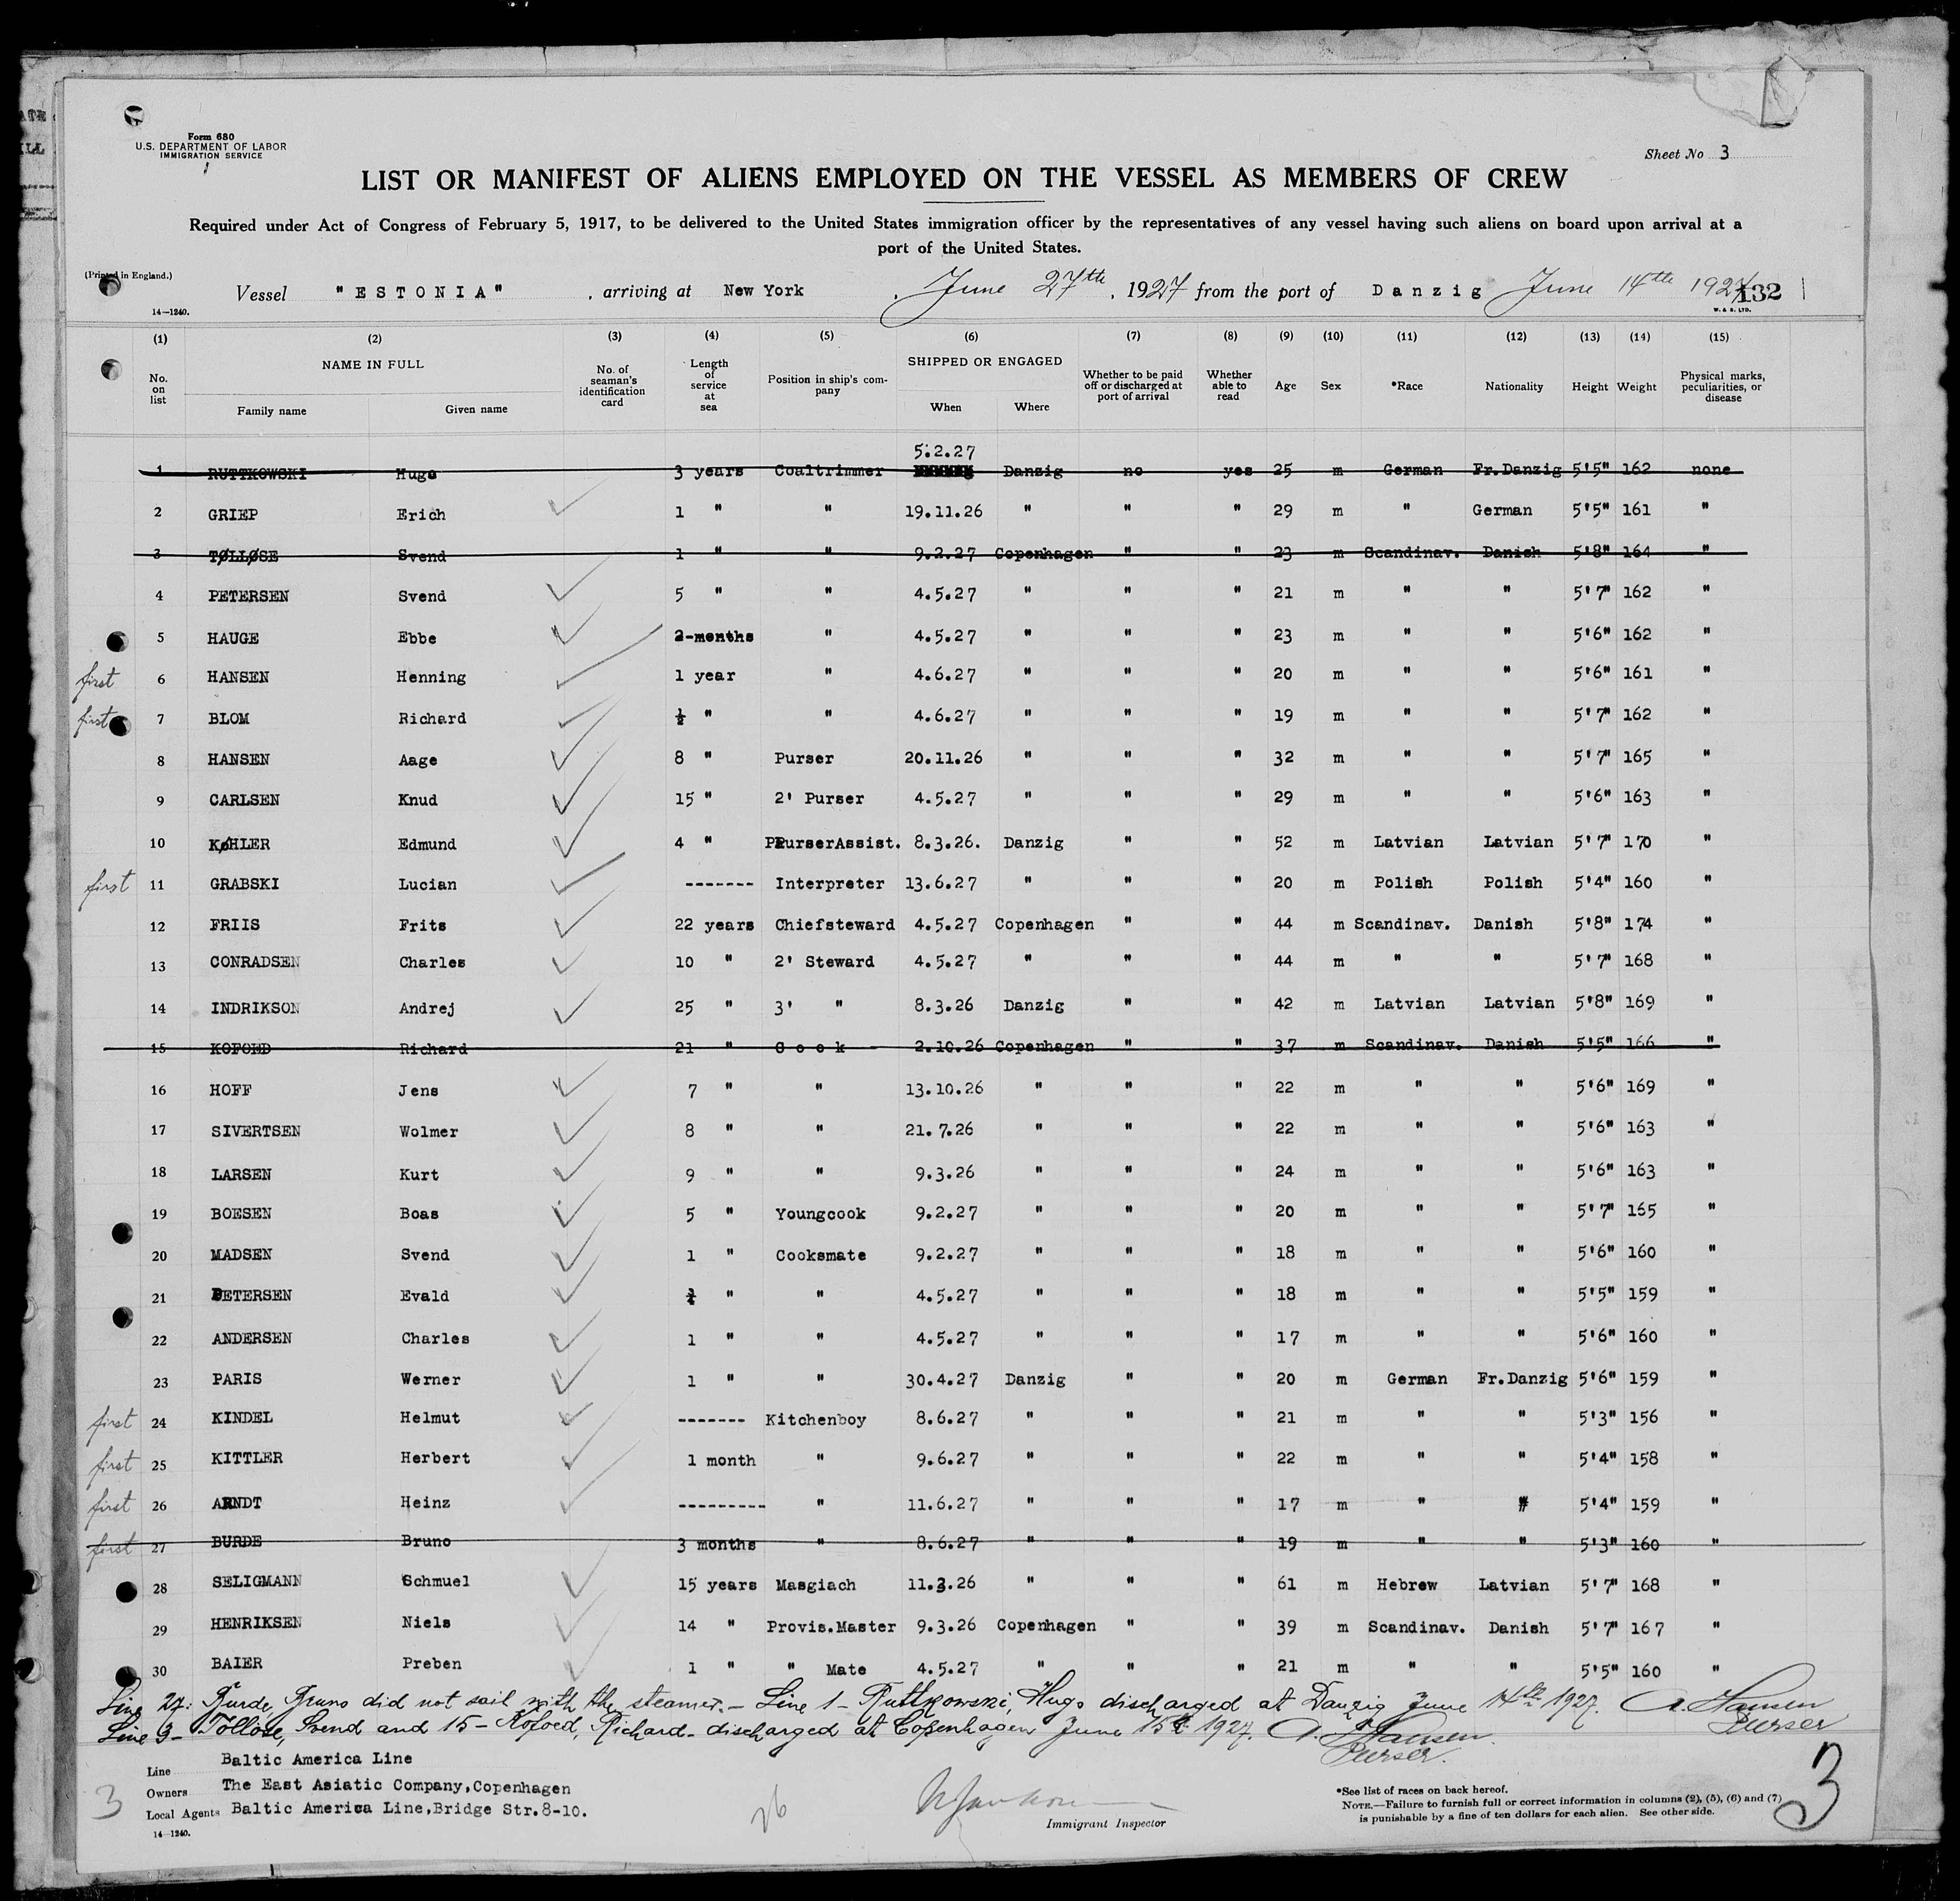 Form 680
U.S. DEPARTMENT OF LABOR
IMMIGRATION SERVICE
Sheet No 3
LIST OR MANIFEST OF ALIENS EMPLOYED ON THE VESSEL AS MEMBERS OF CREW
Required under Act of Congress of February 5, 1917, to be delivered to the United States immigration officer by the representatives of any vessel having such aliens on board upon arrival at a
port of the United States.
(Printed in England.)
Vessel "ESTONIA", arriving at New York, June 27th, 1927 from the port of Danzig June 14th 1927 132
14—1240.
W. & S. LTD.
(1) (2) (3) (4) (5) (6) (7) (8) (9) (10) (11) (12) (13) (14) (15)
No. on list NAME IN FULL Family name Given name No. of seaman's identification card Length of service at sea Position in ship's company SHIPPED OR ENGAGED When Where Whether to be paid off or discharged at port of arrival Whether able to read Age Sex *Race Nationality Height Weight Physical marks, peculiarities, or disease
5.2.27
1 RUTTKOWSKI Hugo 3 years Coaltrimmer Danzig no yes 25 m German Fr.Danzig 5'5" 162 none
2 GRIEP Erich 1 " " 19.11.26 " " " 29 m " German 5'5" 161 "
3 TØLLØSE Svend 1 " " 9.2.27 Copenhagen " " 23 m Scandinav. Danish 5'8" 164 "
4 PETERSEN Svend 5 " " 4.5.27 " " " 21 m " " 5'7" 162 "
5 HAUGE Ebbe 2-months " 4.5.27 " " " 23 m " " 5'6" 162 "
first 6 HANSEN Henning 1 year " 4.6.27 " " " 20 m " " 5'6" 161 "
first 7 BLOM Richard ½ " " 4.6.27 " " " 19 m " " 5'7" 162 "
8 HANSEN Aage 8 " Purser 20.11.26 " " " 32 m " " 5'7" 165 "
9 CARLSEN Knud 15 " 2' Purser 4.5.27 " " " 29 m " " 5'6" 163 "
10 KØHLER Edmund 4 " PurserAssist. 8.3.26. Danzig " " 52 m Latvian Latvian 5'7" 170 "
first 11 GRABSKI Lucian ------- Interpreter 13.6.27 " " " 20 m Polish Polish 5'4" 160 "
12 FRIIS Frits 22 years Chiefsteward 4.5.27 Copenhagen " " 44 m Scandinav. Danish 5'8" 174 "
13 CONRADSEN Charles 10 " 2' Steward 4.5.27 " " " 44 m " " 5'7" 168 "
14 INDRIKSON Andrej 25 " 3' " 8.3.26 Danzig " " 42 m Latvian Latvian 5'8" 169 "
15 KOFOED Richard 21 " Cook 2.10.26 Copenhagen " " 37 m Scandinav. Danish 5'5" 166 "
16 HOFF Jens 7 " " 13.10.26 " " " 22 m " " 5'6" 169 "
17 SIVERTSEN Wolmer 8 " " 21.7.26 " " " 22 m " " 5'6" 163 "
18 LARSEN Kurt 9 " " 9.3.26 " " " 24 m " " 5'6" 163 "
19 BOESEN Boas 5 " Youngcook 9.2.27 " " " 20 m " " 5'7" 165 "
20 MADSEN Svend 1 " Cooksmate 9.2.27 " " " 18 m " " 5'6" 160 "
21 PETERSEN Evald " " 4.5.27 " " " 18 m " " 5'5" 159 "
22 ANDERSEN Charles 1 " " 4.5.27 " " " 17 m " " 5'6" 160 "
23 PARIS Werner 1 " " 30.4.27 Danzig " " 20 m German Fr.Danzig 5'6" 159 "
first 24 KINDEL Helmut ------- Kitchenboy 8.6.27 " " " 21 m " " 5'3" 156 "
first 25 KITTLER Herbert 1 month " 9.6.27 " " " 22 m " " 5'4" 158 "
first 26 ARNDT Heinz --------- " 11.6.27 " " " 17 m " " 5'4" 159 "
first 27 BURDE Bruno 3 months " 8.6.27 " " " 19 m " " 5'3" 160 "
28 SELIGMANN Schmuel 15 years Masgiach 11.3.26 " " " 61 m Hebrew Latvian 5'7" 168 "
29 HENRIKSEN Niels 14 " Provis.Master 9.3.26 Copenhagen " " 39 m Scandinav. Danish 5'7" 167 "
30 BAIER Preben 1 " " Mate 4.5.27 " " " 21 m " " 5'5" 160 "
Line 27: Burde, Bruno did not sail with the steamer. – Line 1 – Ruttkowski, Hugo discharged at Danzig June 14th 1927. A. Hansen
Purser
Line 3 – Tölløse, Svend and 15 – Kofoed, Richard – discharged at Copenhagen June 15th 1927. A. Hansen.
Purser.
Line Baltic America Line
Owners The East Asiatic Company,Copenhagen
Local Agents Baltic America Line,Bridge Str.8-10.
14—1240.
3
26
Immigrant Inspector
*See list of races on back hereof.
NOTE.—Failure to furnish full or correct information in columns (2), (5), (6) and (7)
is punishable by a fine of ten dollars for each alien. See other side.
3